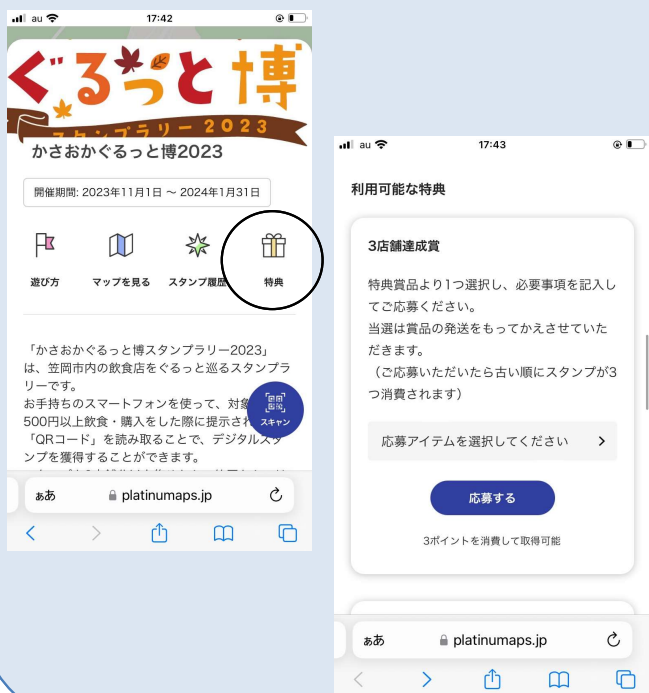 au
17:42
ぐるっと博
スタンプラリー 2023
かさおかぐるっと博2023
開催期間: 2023年11月1日 ～ 2024年1月31日
遊び方
マップを見る
スタンプ履歴
特典
「かさおかぐるっと博スタンプラリー2023」
は、笠岡市内の飲食店をぐるっと巡るスタンプラ
リーです。
お手持ちのスマートフォンを使って、対象
500円以上飲食・購入をした際に提示され
「QRコード」を読み取ることで、デジタルスタ
ンプを獲得することができます。
スキャン
ぁあ
platinumaps.jp
au
17:43
利用可能な特典
3店舗達成賞
特典賞品より1つ選択し、必要事項を記入し
てご応募ください。
当選は賞品の発送をもってかえさせていた
だきます。
（ご応募いただいたら古い順にスタンプが3
つ消費されます）
応募アイテムを選択してください
応募する
3ポイントを消費して取得可能
ぁあ
platinumaps.jp